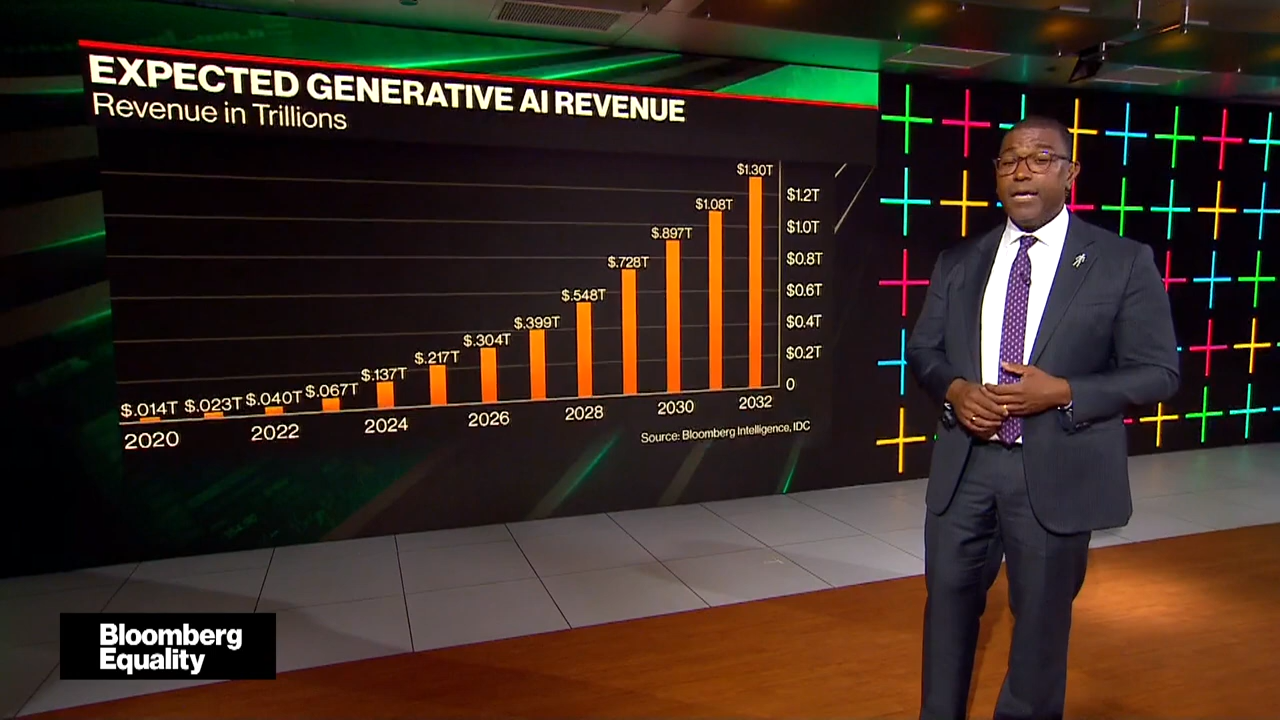 EXPECTED GENERATIVE AI REVENUE
Revenue in Trillions
$1.30T
$1.2T
$1.08T
$1.0T
$.897T
$0.8T
$.728T
$0.6T
$.548T
$0.4T
$.399T
$.304T
$0.2T
$.217T
$.137T
$.067T
$.040T
$.023T
$.014T
0
2020 2022 2024 2026 2028 2030 2032
Source: Bloomberg Intelligence, IDC
Bloomberg
Equality